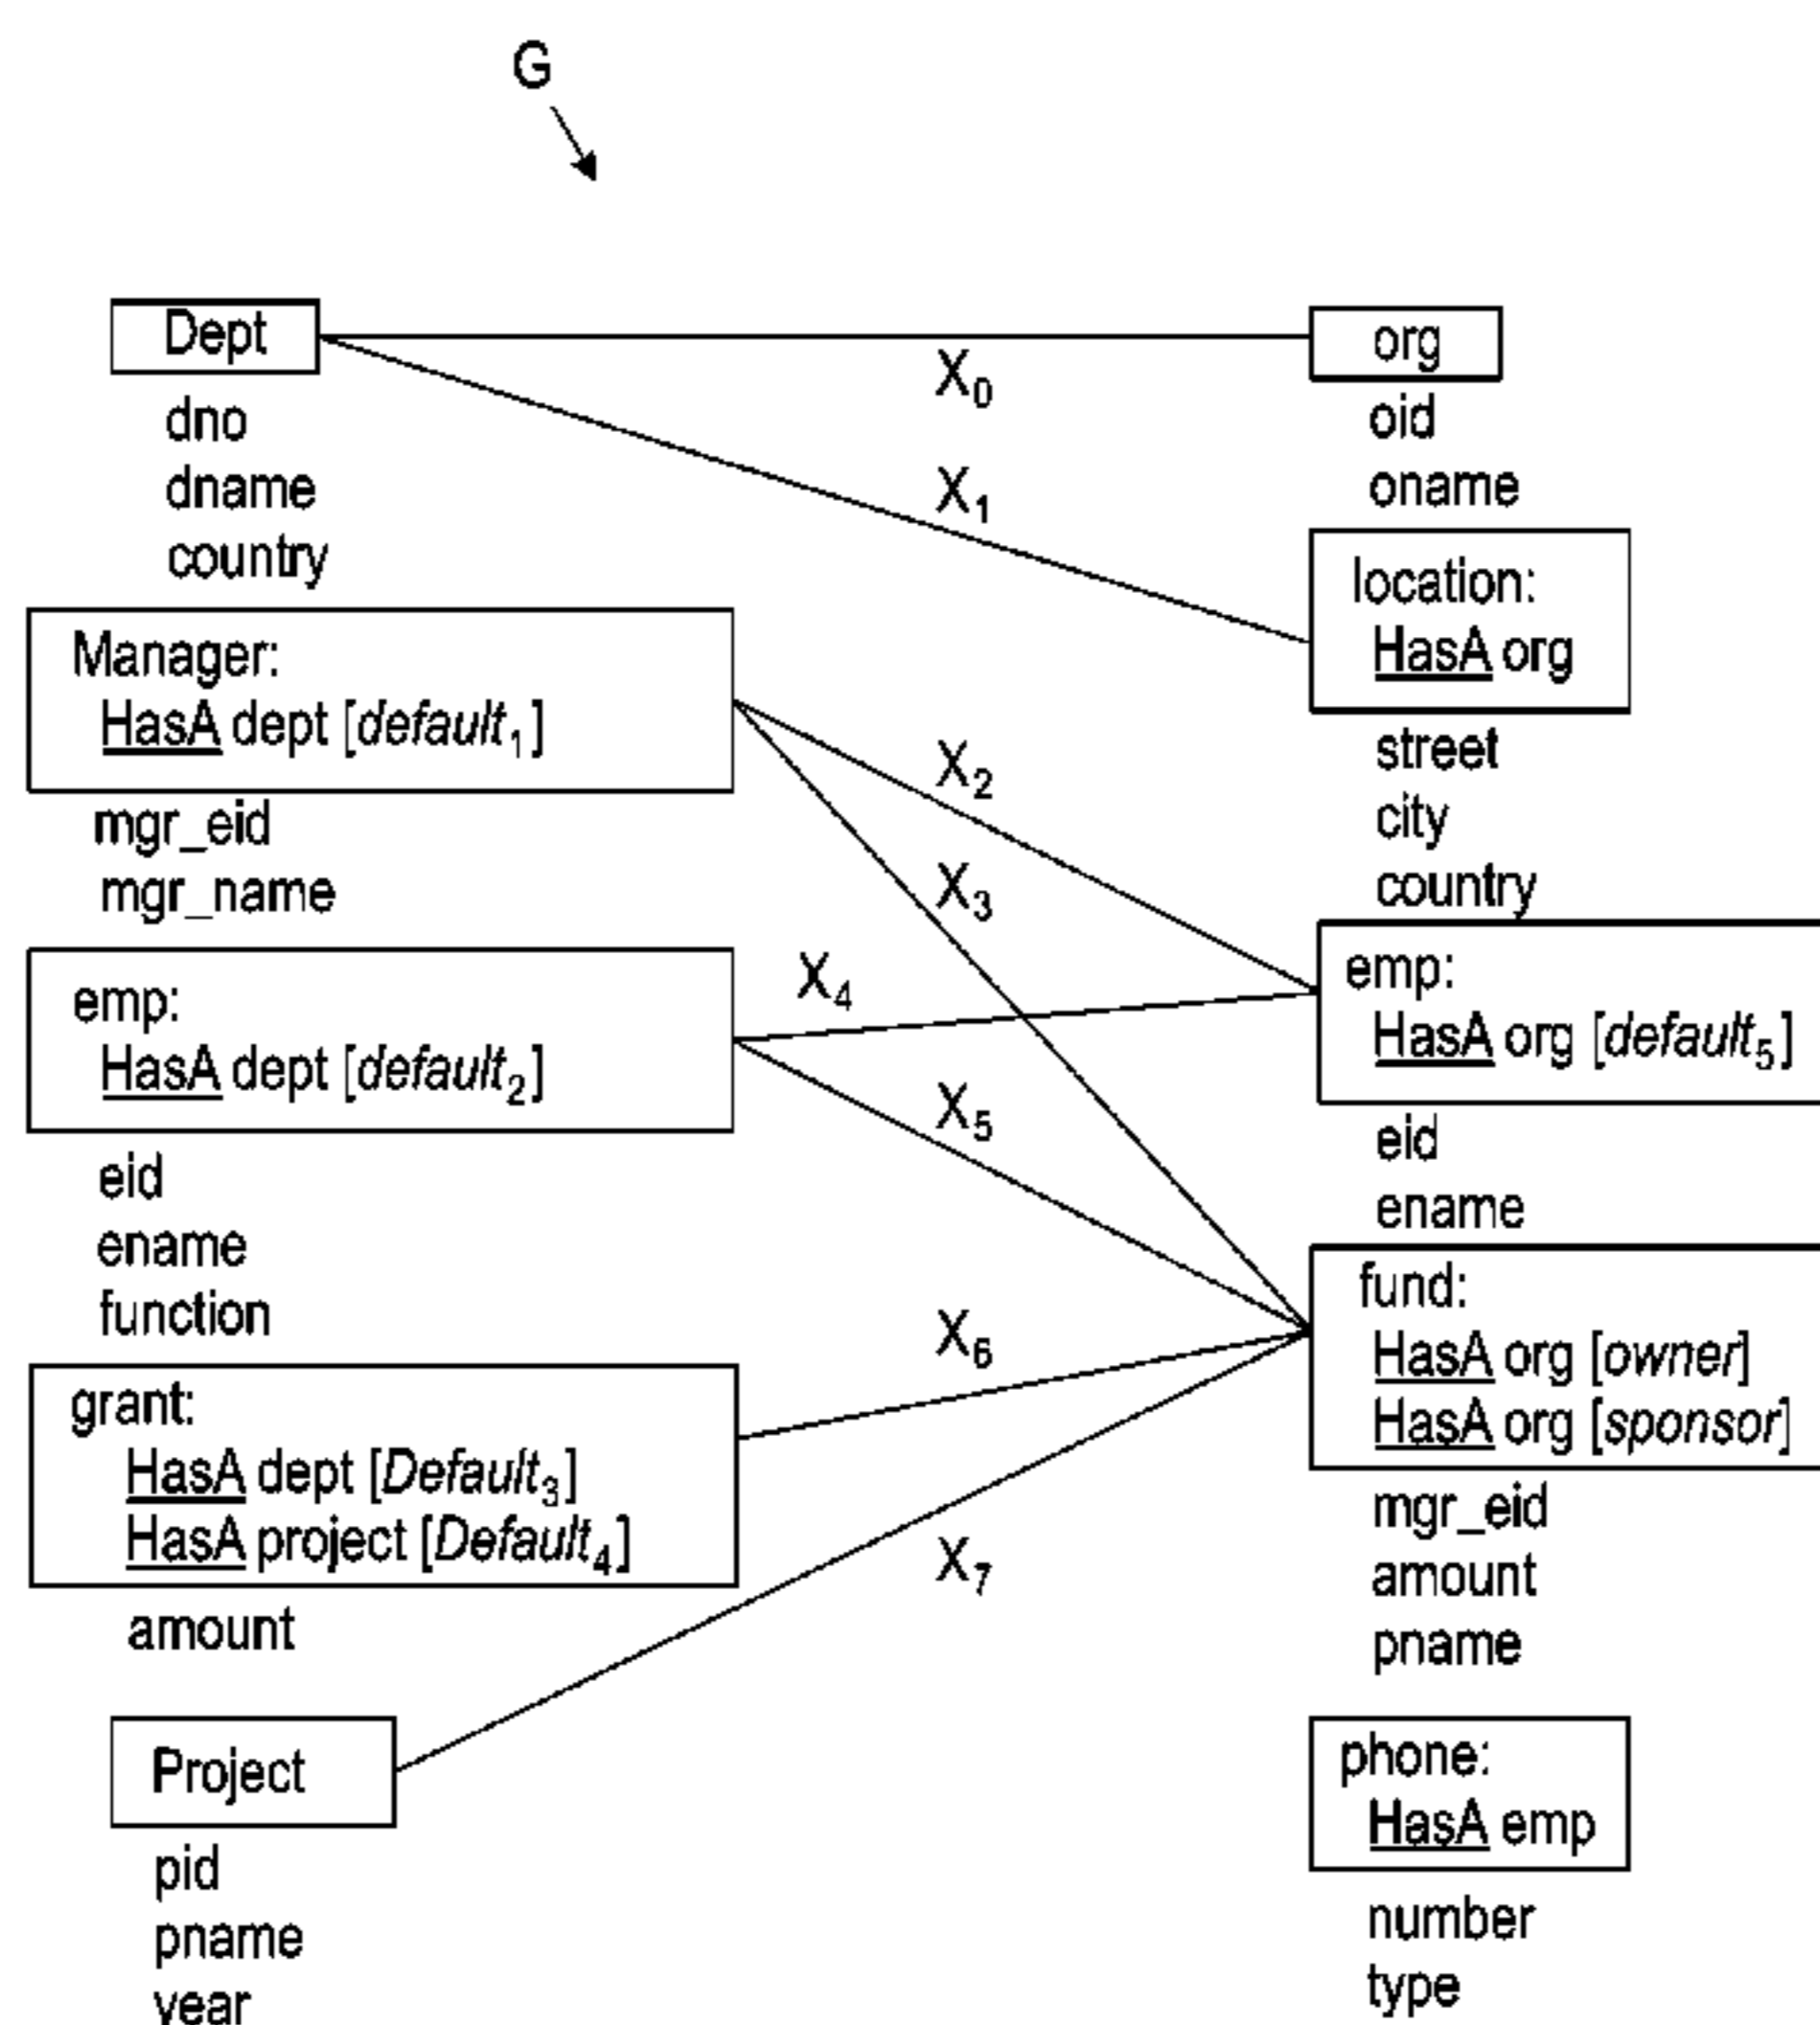 G
Dept
dno
dname
country
Manager:
HasA dept [default₁]
mgr_eid
mgr_name
emp:
HasA dept [default₂]
eid
ename
function
grant:
HasA dept [Default₃]
HasA project [Default₄]
amount
Project
pid
pname
year
X₀
X₁
X₂
X₃
X₄
X₅
X₆
X₇
org
oid
oname
location:
HasA org
street
city
country
emp:
HasA org [default₅]
eid
ename
fund:
HasA org [owner]
HasA org [sponsor]
mgr_eid
amount
pname
phone:
HasA emp
number
type